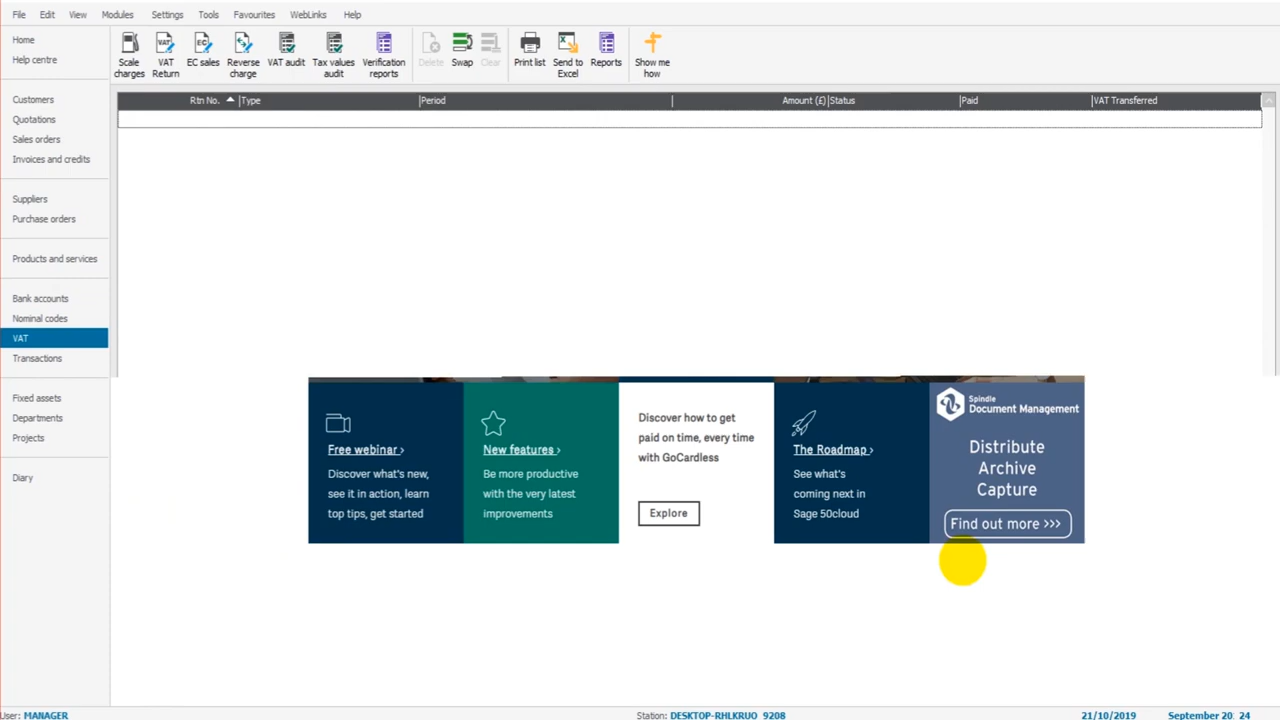 File Edit View Modules Settings Tools Favourites WebLinks Help
Home
Help centre
Customers
Quotations
Sales orders
Invoices and credits
Suppliers
Purchase orders
Products and services
Bank accounts
Nominal codes
VAT
Transactions
Fixed assets
Departments
Projects
Diary
Scale charges
VAT Return
EC sales
Reverse charge
VAT audit
Tax values audit
Verification reports
Delete
Swap
Clear
Print list
Send to Excel
Reports
Show me how
Rtn No. Type Period Amount (£) Status Paid VAT Transferred
Free webinar >
Discover what's new,
see it in action, learn
top tips, get started
New features >
Be more productive
with the very latest
improvements
Discover how to get
paid on time, every time
with GoCardless
Explore
The Roadmap >
See what's
coming next in
Sage 50cloud
Spindle
Document Management
Distribute
Archive
Capture
Find out more >>>
User: MANAGER Station: DESKTOP-RHLKRUO 9208 21/10/2019 September 20 24